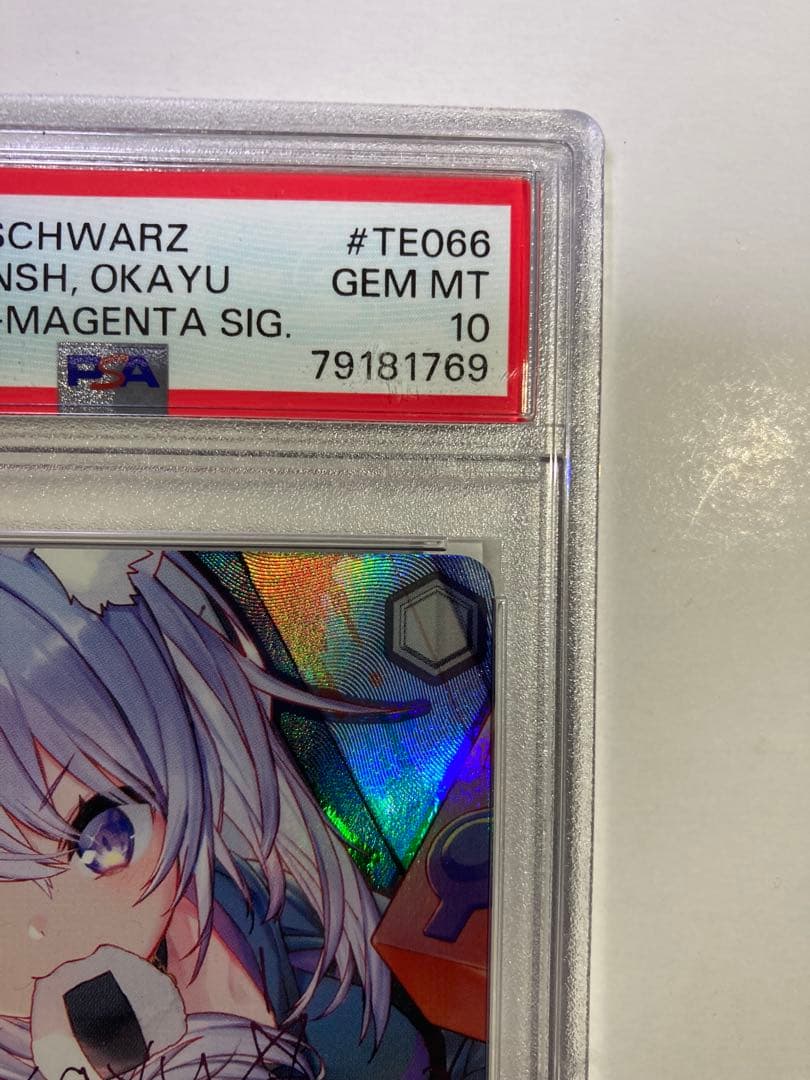 SCHWARZ #TE066
NSH, OKAYU GEM MT
-MAGENTA SIG. 10
PSA 79181769